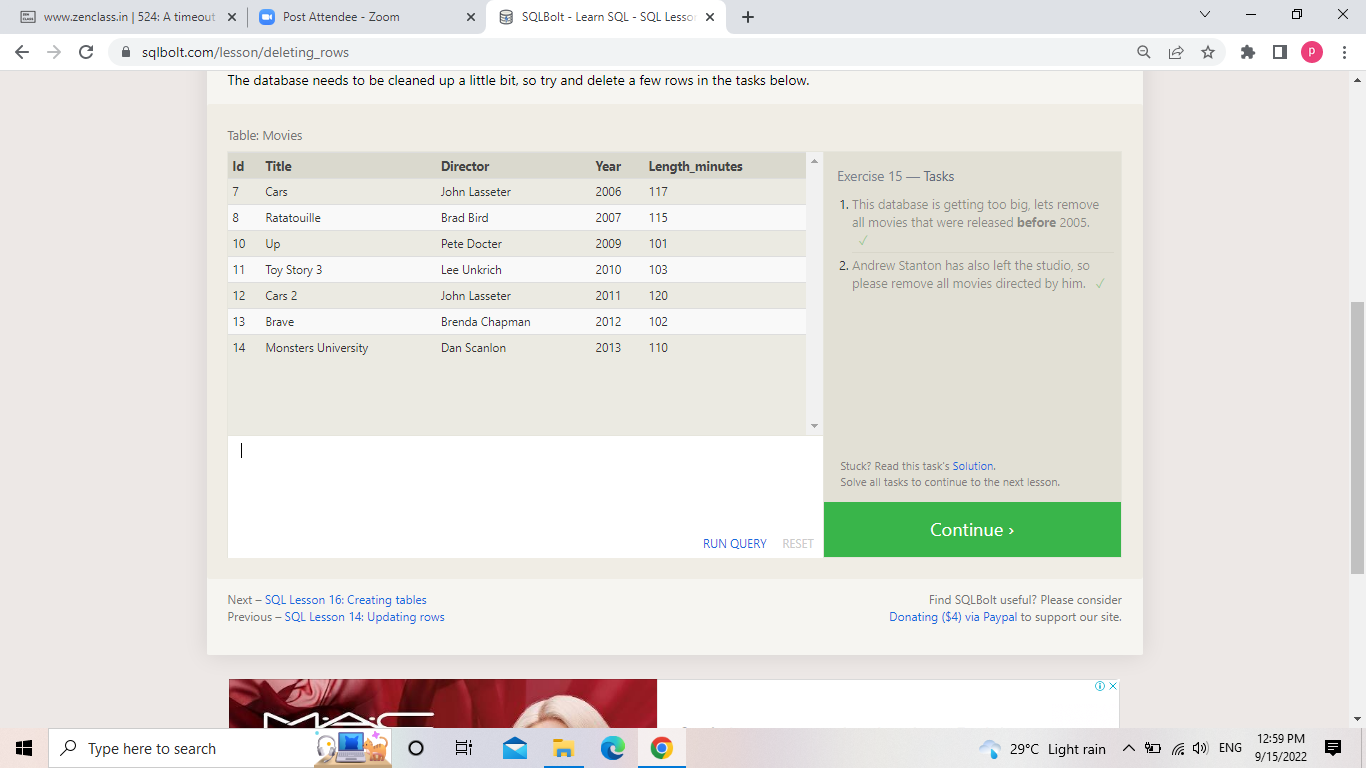 www.zenclass.in | 524: A timeout
Post Attendee - Zoom
SQLBolt - Learn SQL - SQL Lesson
sqlbolt.com/lesson/deleting_rows
P
The database needs to be cleaned up a little bit, so try and delete a few rows in the tasks below.
Table: Movies
Id Title Director Year Length_minutes
7 Cars John Lasseter 2006 117
8 Ratatouille Brad Bird 2007 115
10 Up Pete Docter 2009 101
11 Toy Story 3 Lee Unkrich 2010 103
12 Cars 2 John Lasseter 2011 120
13 Brave Brenda Chapman 2012 102
14 Monsters University Dan Scanlon 2013 110
RUN QUERY RESET
Exercise 15 — Tasks
1. This database is getting too big, lets remove
all movies that were released before 2005.
✓
2. Andrew Stanton has also left the studio, so
please remove all movies directed by him. ✓
Stuck? Read this task's Solution.
Solve all tasks to continue to the next lesson.
Continue ›
Next – SQL Lesson 16: Creating tables
Previous – SQL Lesson 14: Updating rows
Find SQLBolt useful? Please consider
Donating ($4) via Paypal to support our site.
M·A·C
Type here to search
29°C Light rain
ENG
12:59 PM
9/15/2022